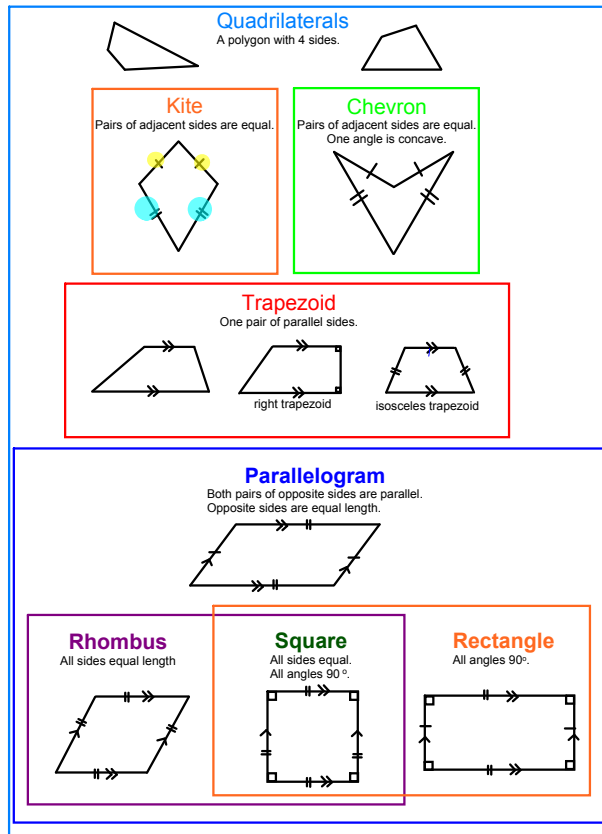 Quadrilaterals
A polygon with 4 sides.
Kite
Pairs of adjacent sides are equal.
Chevron
Pairs of adjacent sides are equal.
One angle is concave.
Trapezoid
One pair of parallel sides.
right trapezoid
isosceles trapezoid
Parallelogram
Both pairs of opposite sides are parallel.
Opposite sides are equal length.
Rhombus
All sides equal length
Square
All sides equal.
All angles 90 º.
Rectangle
All angles 90º.